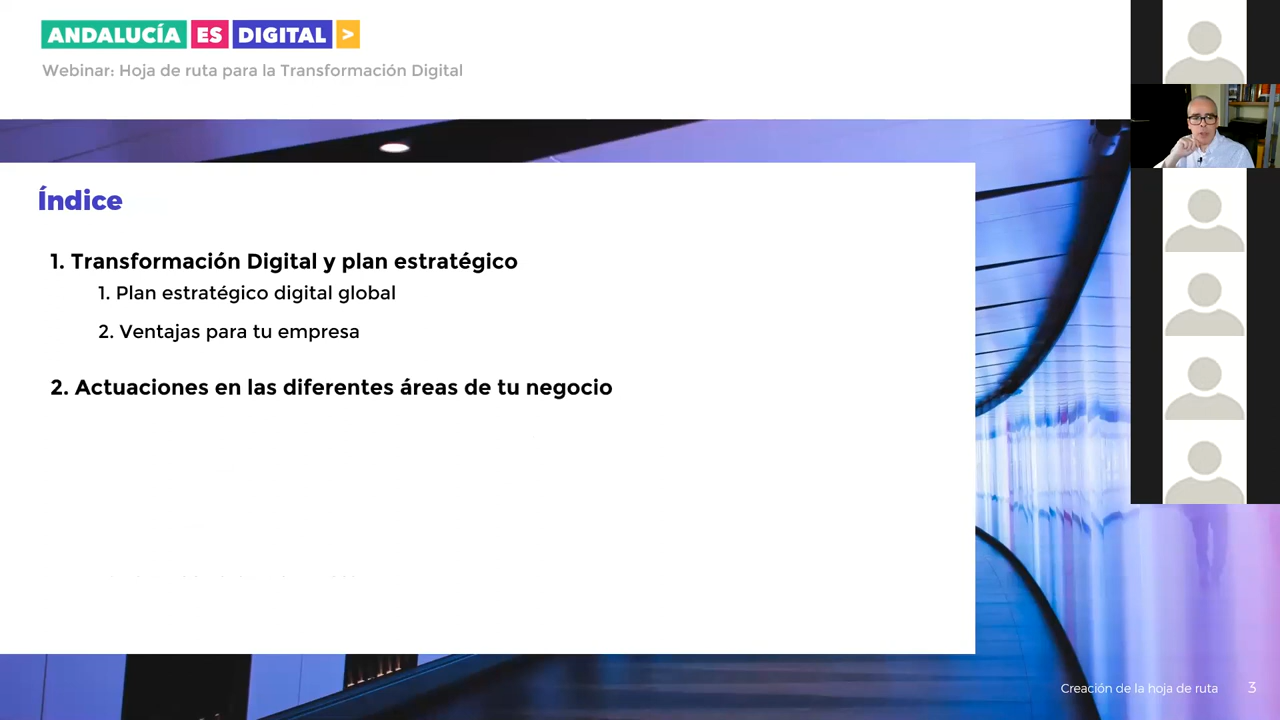 ANDALUCÍA ES DIGITAL >
Webinar: Hoja de ruta para la Transformación Digital
Índice
1. Transformación Digital y plan estratégico
1. Plan estratégico digital global
2. Ventajas para tu empresa
2. Actuaciones en las diferentes áreas de tu negocio
Creación de la hoja de ruta 3